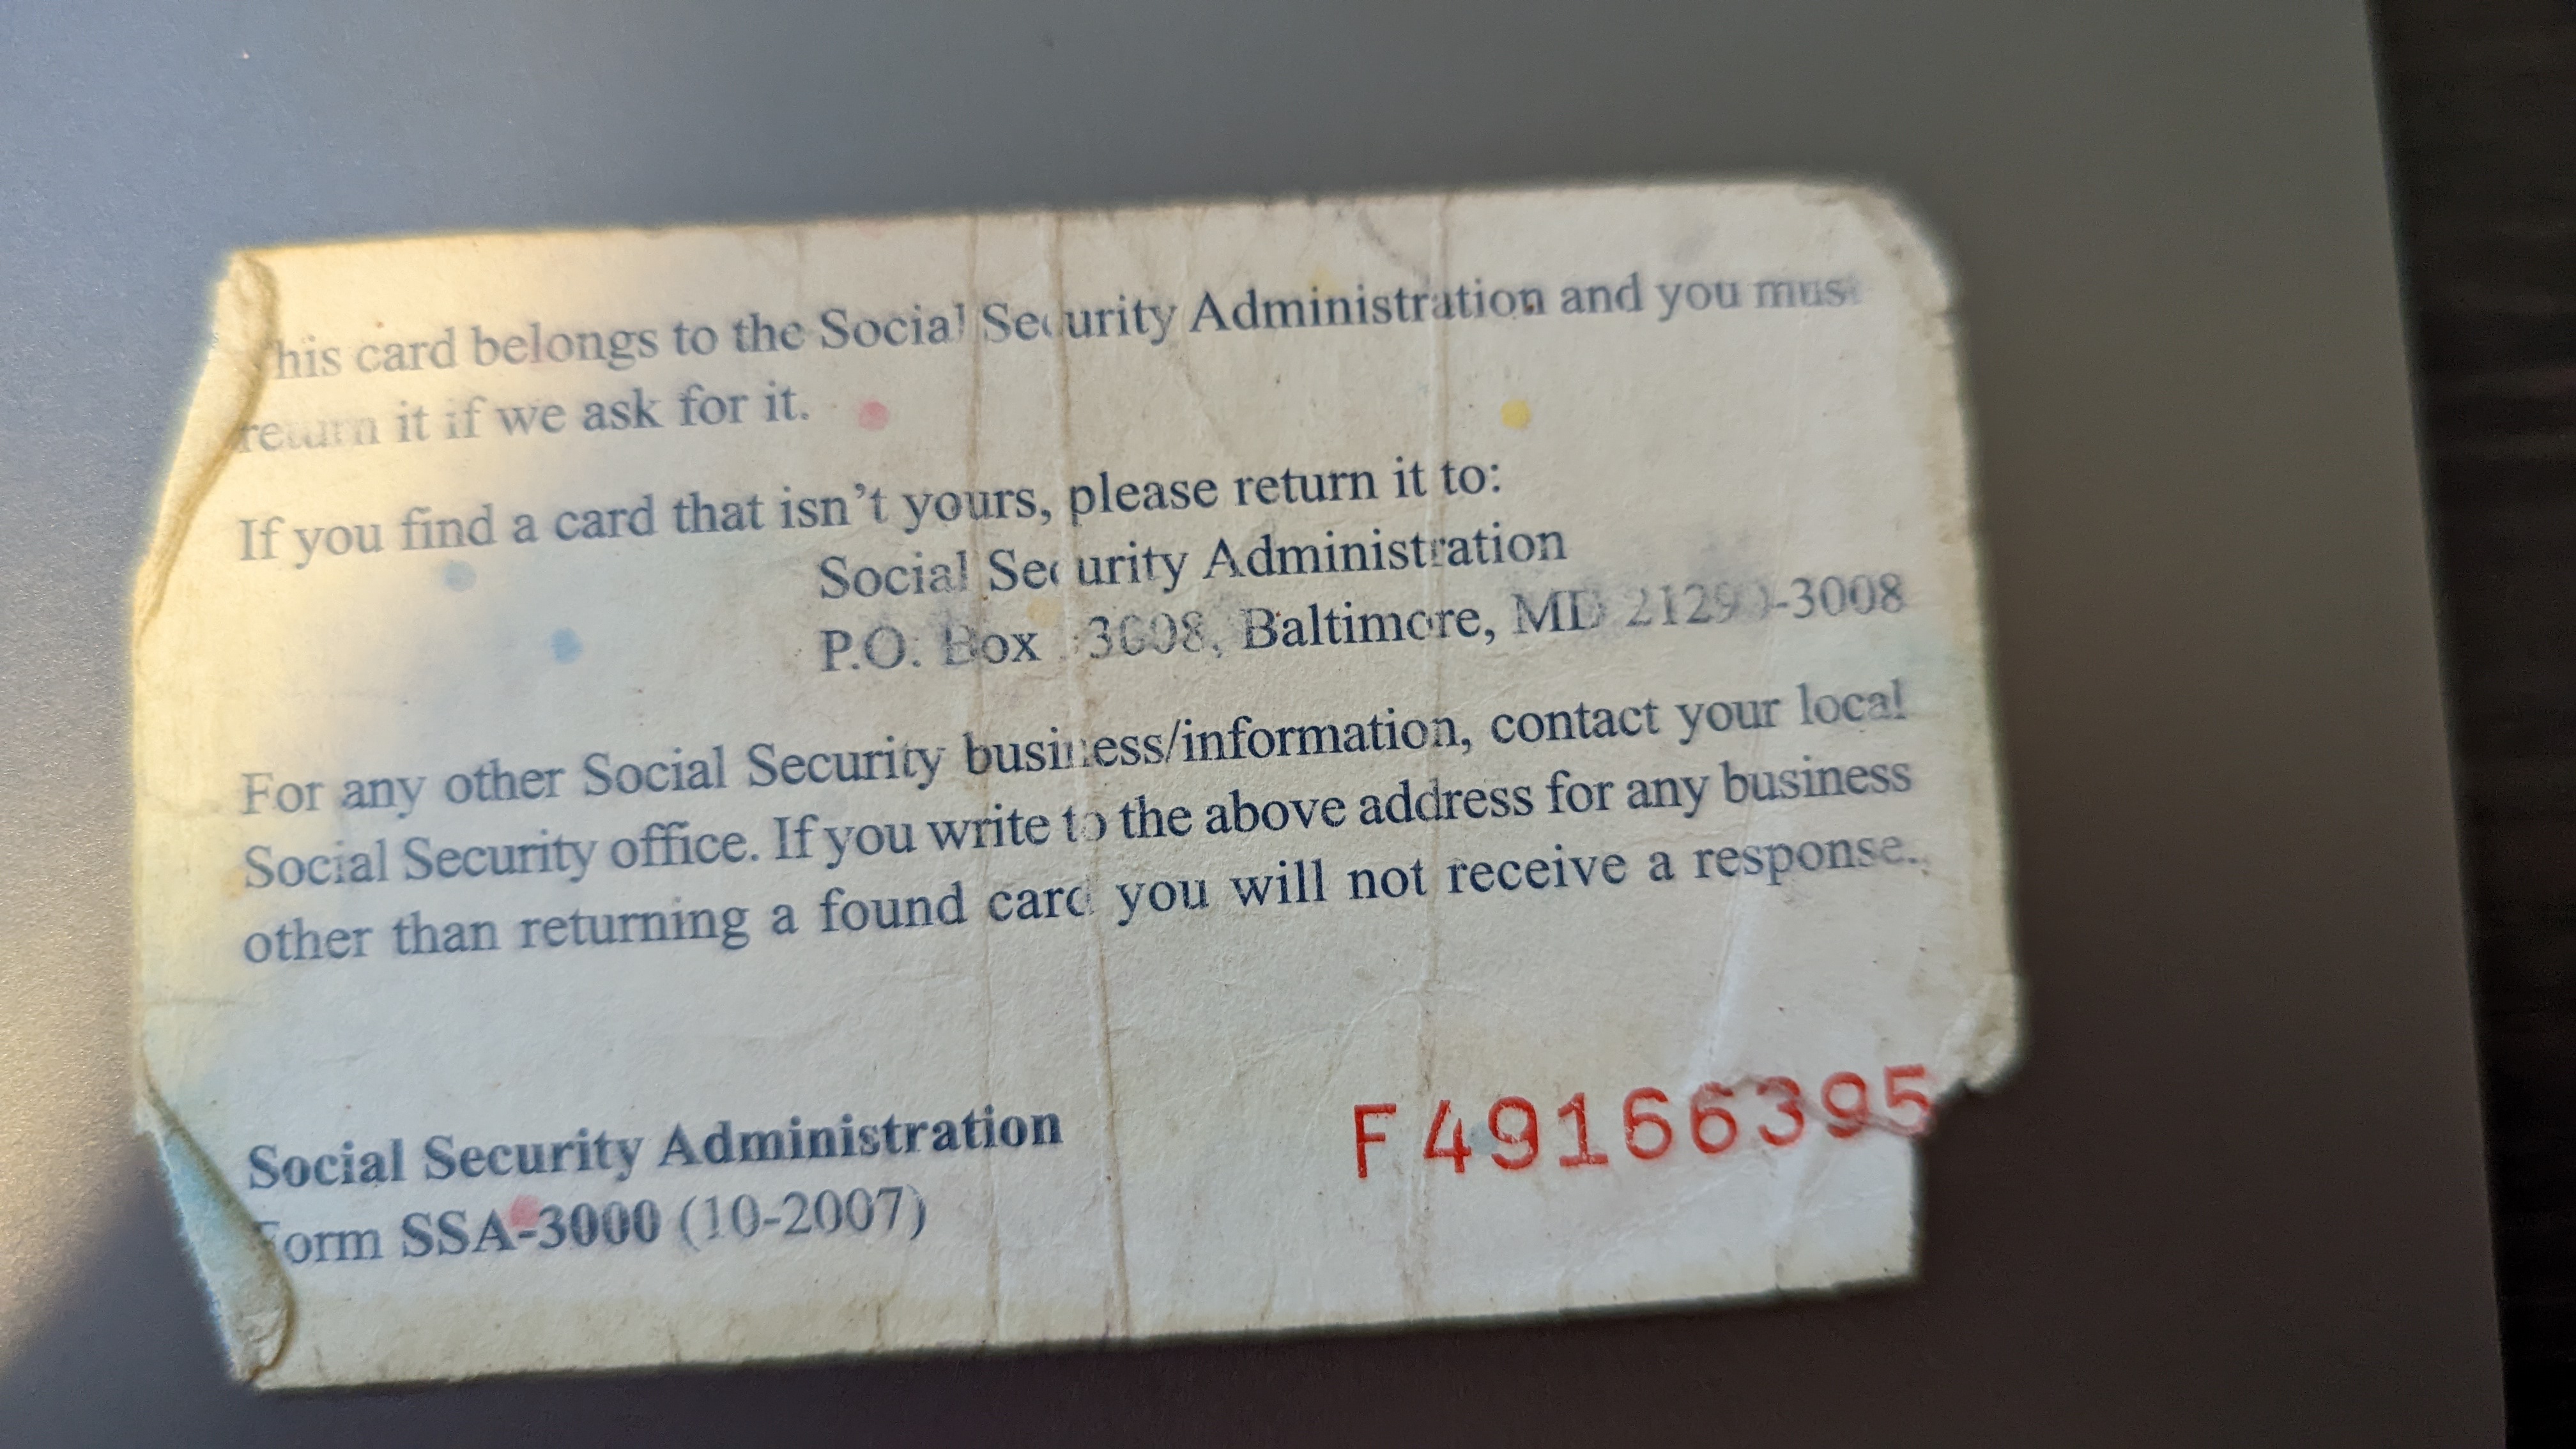 his card belongs to the Social Security Administration and you must
return it if we ask for it.
If you find a card that isn't yours, please return it to:
Social Security Administration
P.O. Box Baltimore, MD
For any other Social Security business/information, contact your local
Social Security office. If you write to the above address for any business
other than returning a found card you will not receive a response.
Social Security Administration
Form SSA-3000 (10-2007)
F49166395